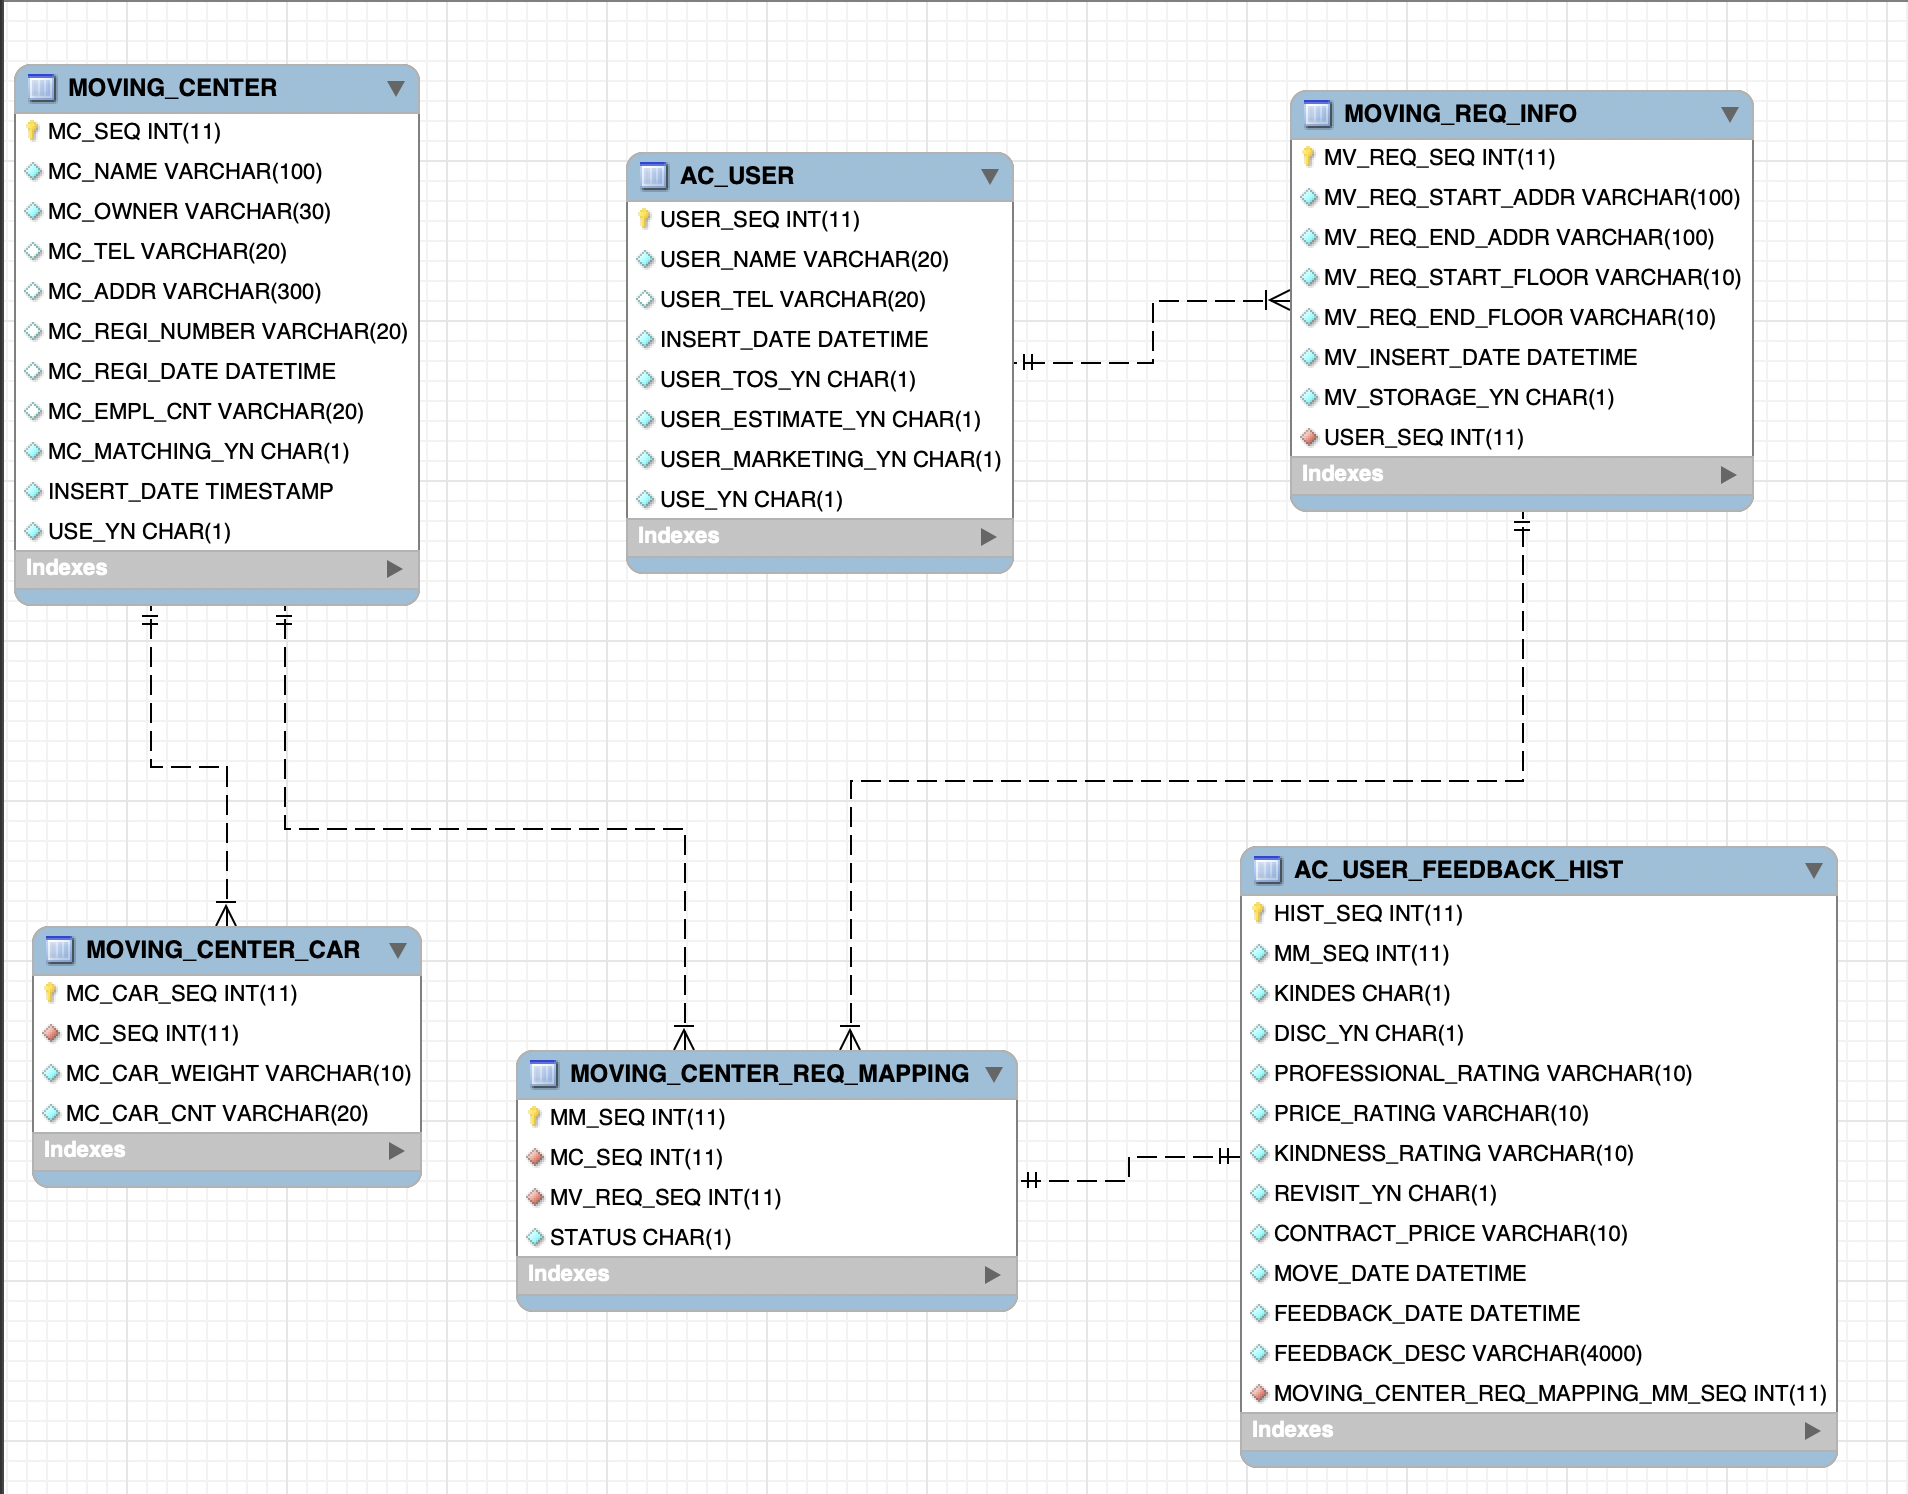 MOVING_CENTER
MC_SEQ INT(11)
MC_NAME VARCHAR(100)
MC_OWNER VARCHAR(30)
MC_TEL VARCHAR(20)
MC_ADDR VARCHAR(300)
MC_REGI_NUMBER VARCHAR(20)
MC_REGI_DATE DATETIME
MC_EMPL_CNT VARCHAR(20)
MC_MATCHING_YN CHAR(1)
INSERT_DATE TIMESTAMP
USE_YN CHAR(1)
Indexes
AC_USER
USER_SEQ INT(11)
USER_NAME VARCHAR(20)
USER_TEL VARCHAR(20)
INSERT_DATE DATETIME
USER_TOS_YN CHAR(1)
USER_ESTIMATE_YN CHAR(1)
USER_MARKETING_YN CHAR(1)
USE_YN CHAR(1)
Indexes
MOVING_REQ_INFO
MV_REQ_SEQ INT(11)
MV_REQ_START_ADDR VARCHAR(100)
MV_REQ_END_ADDR VARCHAR(100)
MV_REQ_START_FLOOR VARCHAR(10)
MV_REQ_END_FLOOR VARCHAR(10)
MV_INSERT_DATE DATETIME
MV_STORAGE_YN CHAR(1)
USER_SEQ INT(11)
Indexes
MOVING_CENTER_CAR
MC_CAR_SEQ INT(11)
MC_SEQ INT(11)
MC_CAR_WEIGHT VARCHAR(10)
MC_CAR_CNT VARCHAR(20)
Indexes
MOVING_CENTER_REQ_MAPPING
MM_SEQ INT(11)
MC_SEQ INT(11)
MV_REQ_SEQ INT(11)
STATUS CHAR(1)
Indexes
AC_USER_FEEDBACK_HIST
HIST_SEQ INT(11)
MM_SEQ INT(11)
KINDES CHAR(1)
DISC_YN CHAR(1)
PROFESSIONAL_RATING VARCHAR(10)
PRICE_RATING VARCHAR(10)
KINDNESS_RATING VARCHAR(10)
REVISIT_YN CHAR(1)
CONTRACT_PRICE VARCHAR(10)
MOVE_DATE DATETIME
FEEDBACK_DATE DATETIME
FEEDBACK_DESC VARCHAR(4000)
MOVING_CENTER_REQ_MAPPING_MM_SEQ INT(11)
Indexes